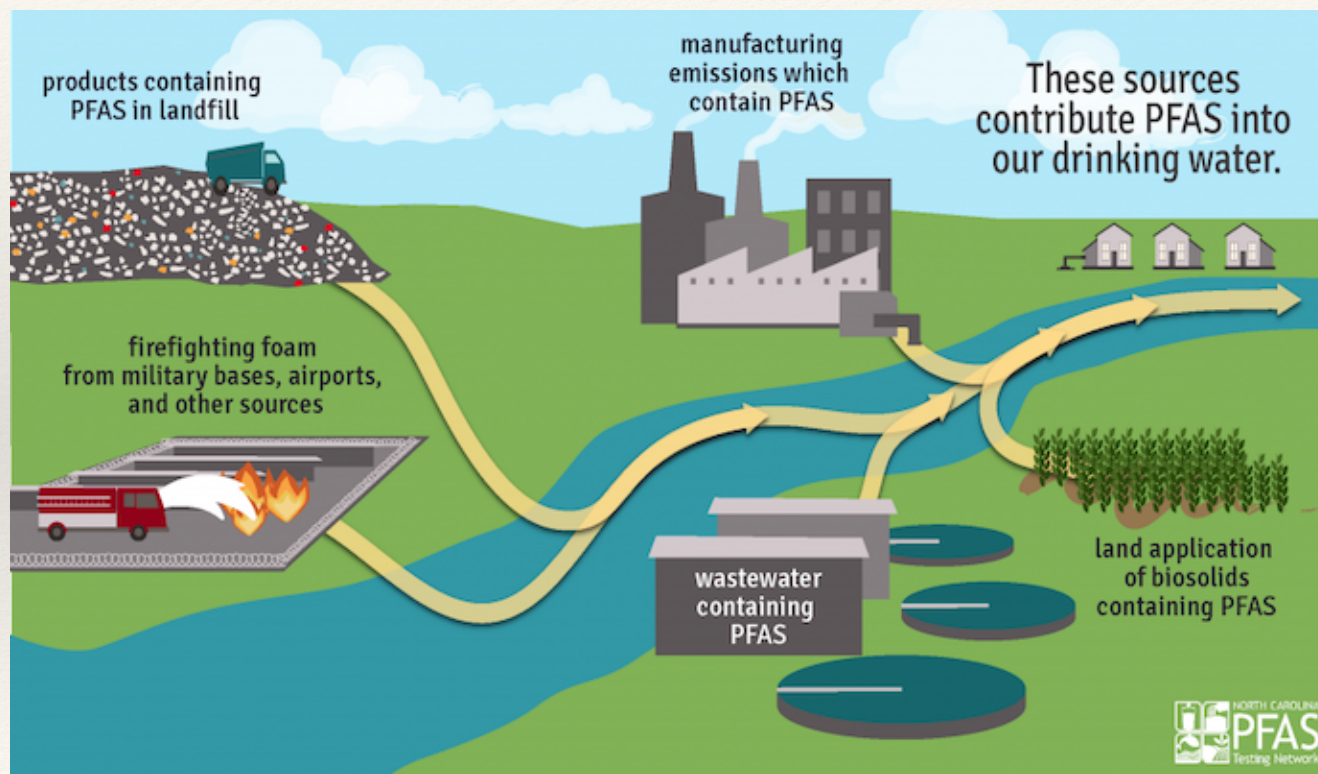 products containing
PFAS in landfill
manufacturing
emissions which
contain PFAS
These sources
contribute PFAS into
our drinking water.
firefighting foam
from military bases, airports,
and other sources
wastewater
containing
PFAS
land application
of biosolids
containing PFAS
NORTH CAROLINA
PFAS
Testing Network